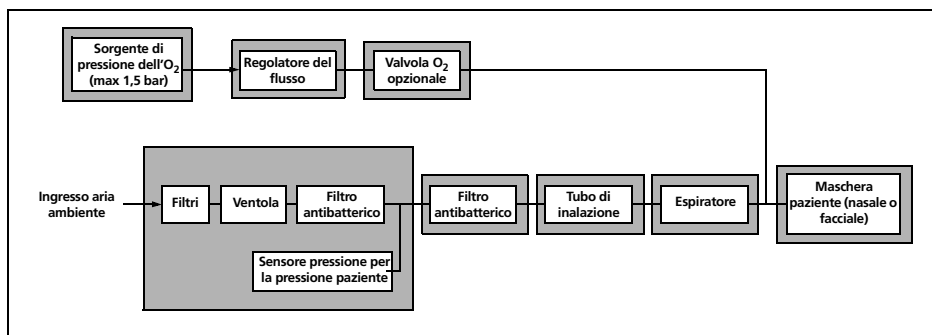 Sorgente di
pressione dell'O₂
(max 1,5 bar)
Regolatore del
flusso
Valvola O₂
opzionale
Ingresso aria
ambiente
Filtri
Ventola
Filtro
antibatterico
Filtro
antibatterico
Tubo di
inalazione
Espiratore
Maschera
paziente (nasale o
facciale)
Sensore pressione per
la pressione paziente